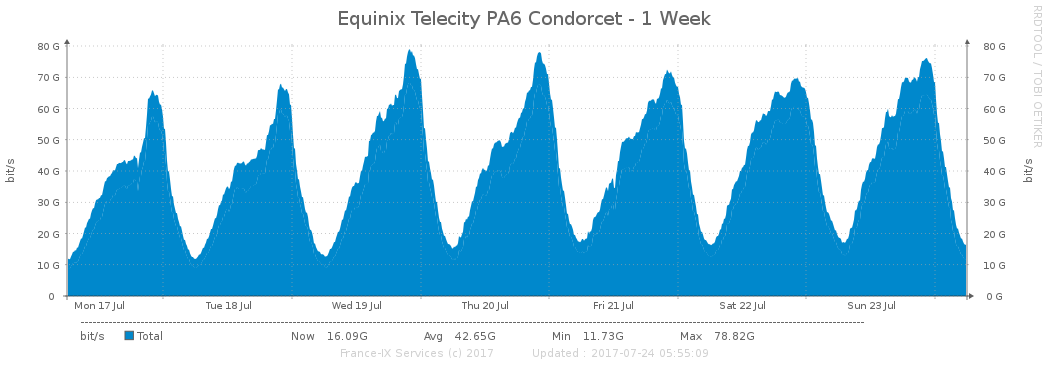 Equinix Telecity PA6 Condorcet - 1 Week
RRDTOOL / TOBI OETIKER
bit/s
80 G 80 G
70 G 70 G
60 G 60 G
50 G 50 G
40 G 40 G
30 G 30 G
20 G 20 G
10 G 10 G
0 0 G
bit/s
Mon 17 Jul Tue 18 Jul Wed 19 Jul Thu 20 Jul Fri 21 Jul Sat 22 Jul Sun 23 Jul
bit/s Total Now 16.09G Avg 42.65G Min 11.73G Max 78.82G
France-IX Services (c) 2017 Updated : 2017-07-24 05:55:09